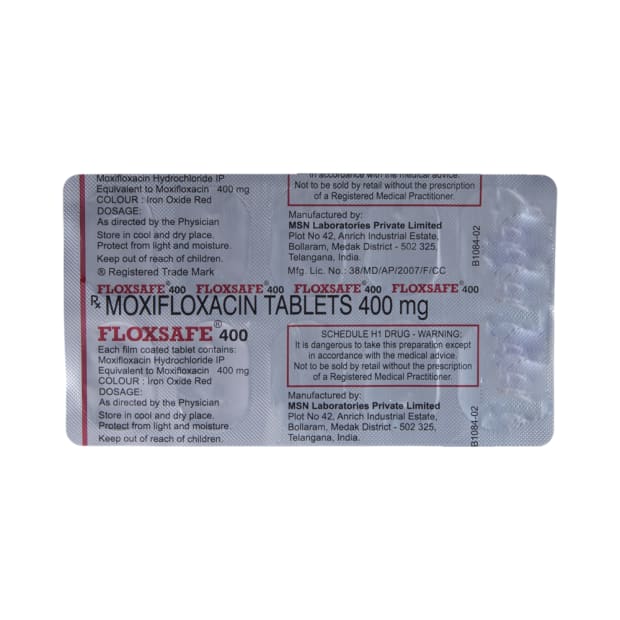 Moxifloxacin Hydrochloride IP
Equivalent to Moxifloxacin 400 mg
COLOUR : Iron Oxide Red
DOSAGE:
As directed by the Physician
Store in cool and dry place.
Protect from light and moisture.
Keep out of reach of children.
® Registered Trade Mark
in accordance with the medical advice.
Not to be sold by retail without the prescription
of a Registered Medical Practitioner.
Manufactured by:
MSN Laboratories Private Limited
Plot No 42, Anrich Industrial Estate,
Bollaram, Medak District - 502 325,
Telangana, India.
Mfg. Lic. No.: 38/MD/AP/2007/F/CC
B1084-02
FLOXSAFE® 400 FLOXSAFE® 400 FLOXSAFE® 400 FLOXSAFE® 400
Rx MOXIFLOXACIN TABLETS 400 mg
FLOXSAFE® 400
Each film coated tablet contains:
Moxifloxacin Hydrochloride IP
Equivalent to Moxifloxacin 400 mg
COLOUR : Iron Oxide Red
DOSAGE:
As directed by the Physician
Store in cool and dry place.
Protect from light and moisture.
Keep out of reach of children.
SCHEDULE H1 DRUG - WARNING:
It is dangerous to take this preparation except
in accordance with the medical advice.
Not to be sold by retail without the prescription
of a Registered Medical Practitioner.
Manufactured by:
MSN Laboratories Private Limited
Plot No 42, Anrich Industrial Estate,
Bollaram, Medak District - 502 325,
Telangana, India.
B1084-02